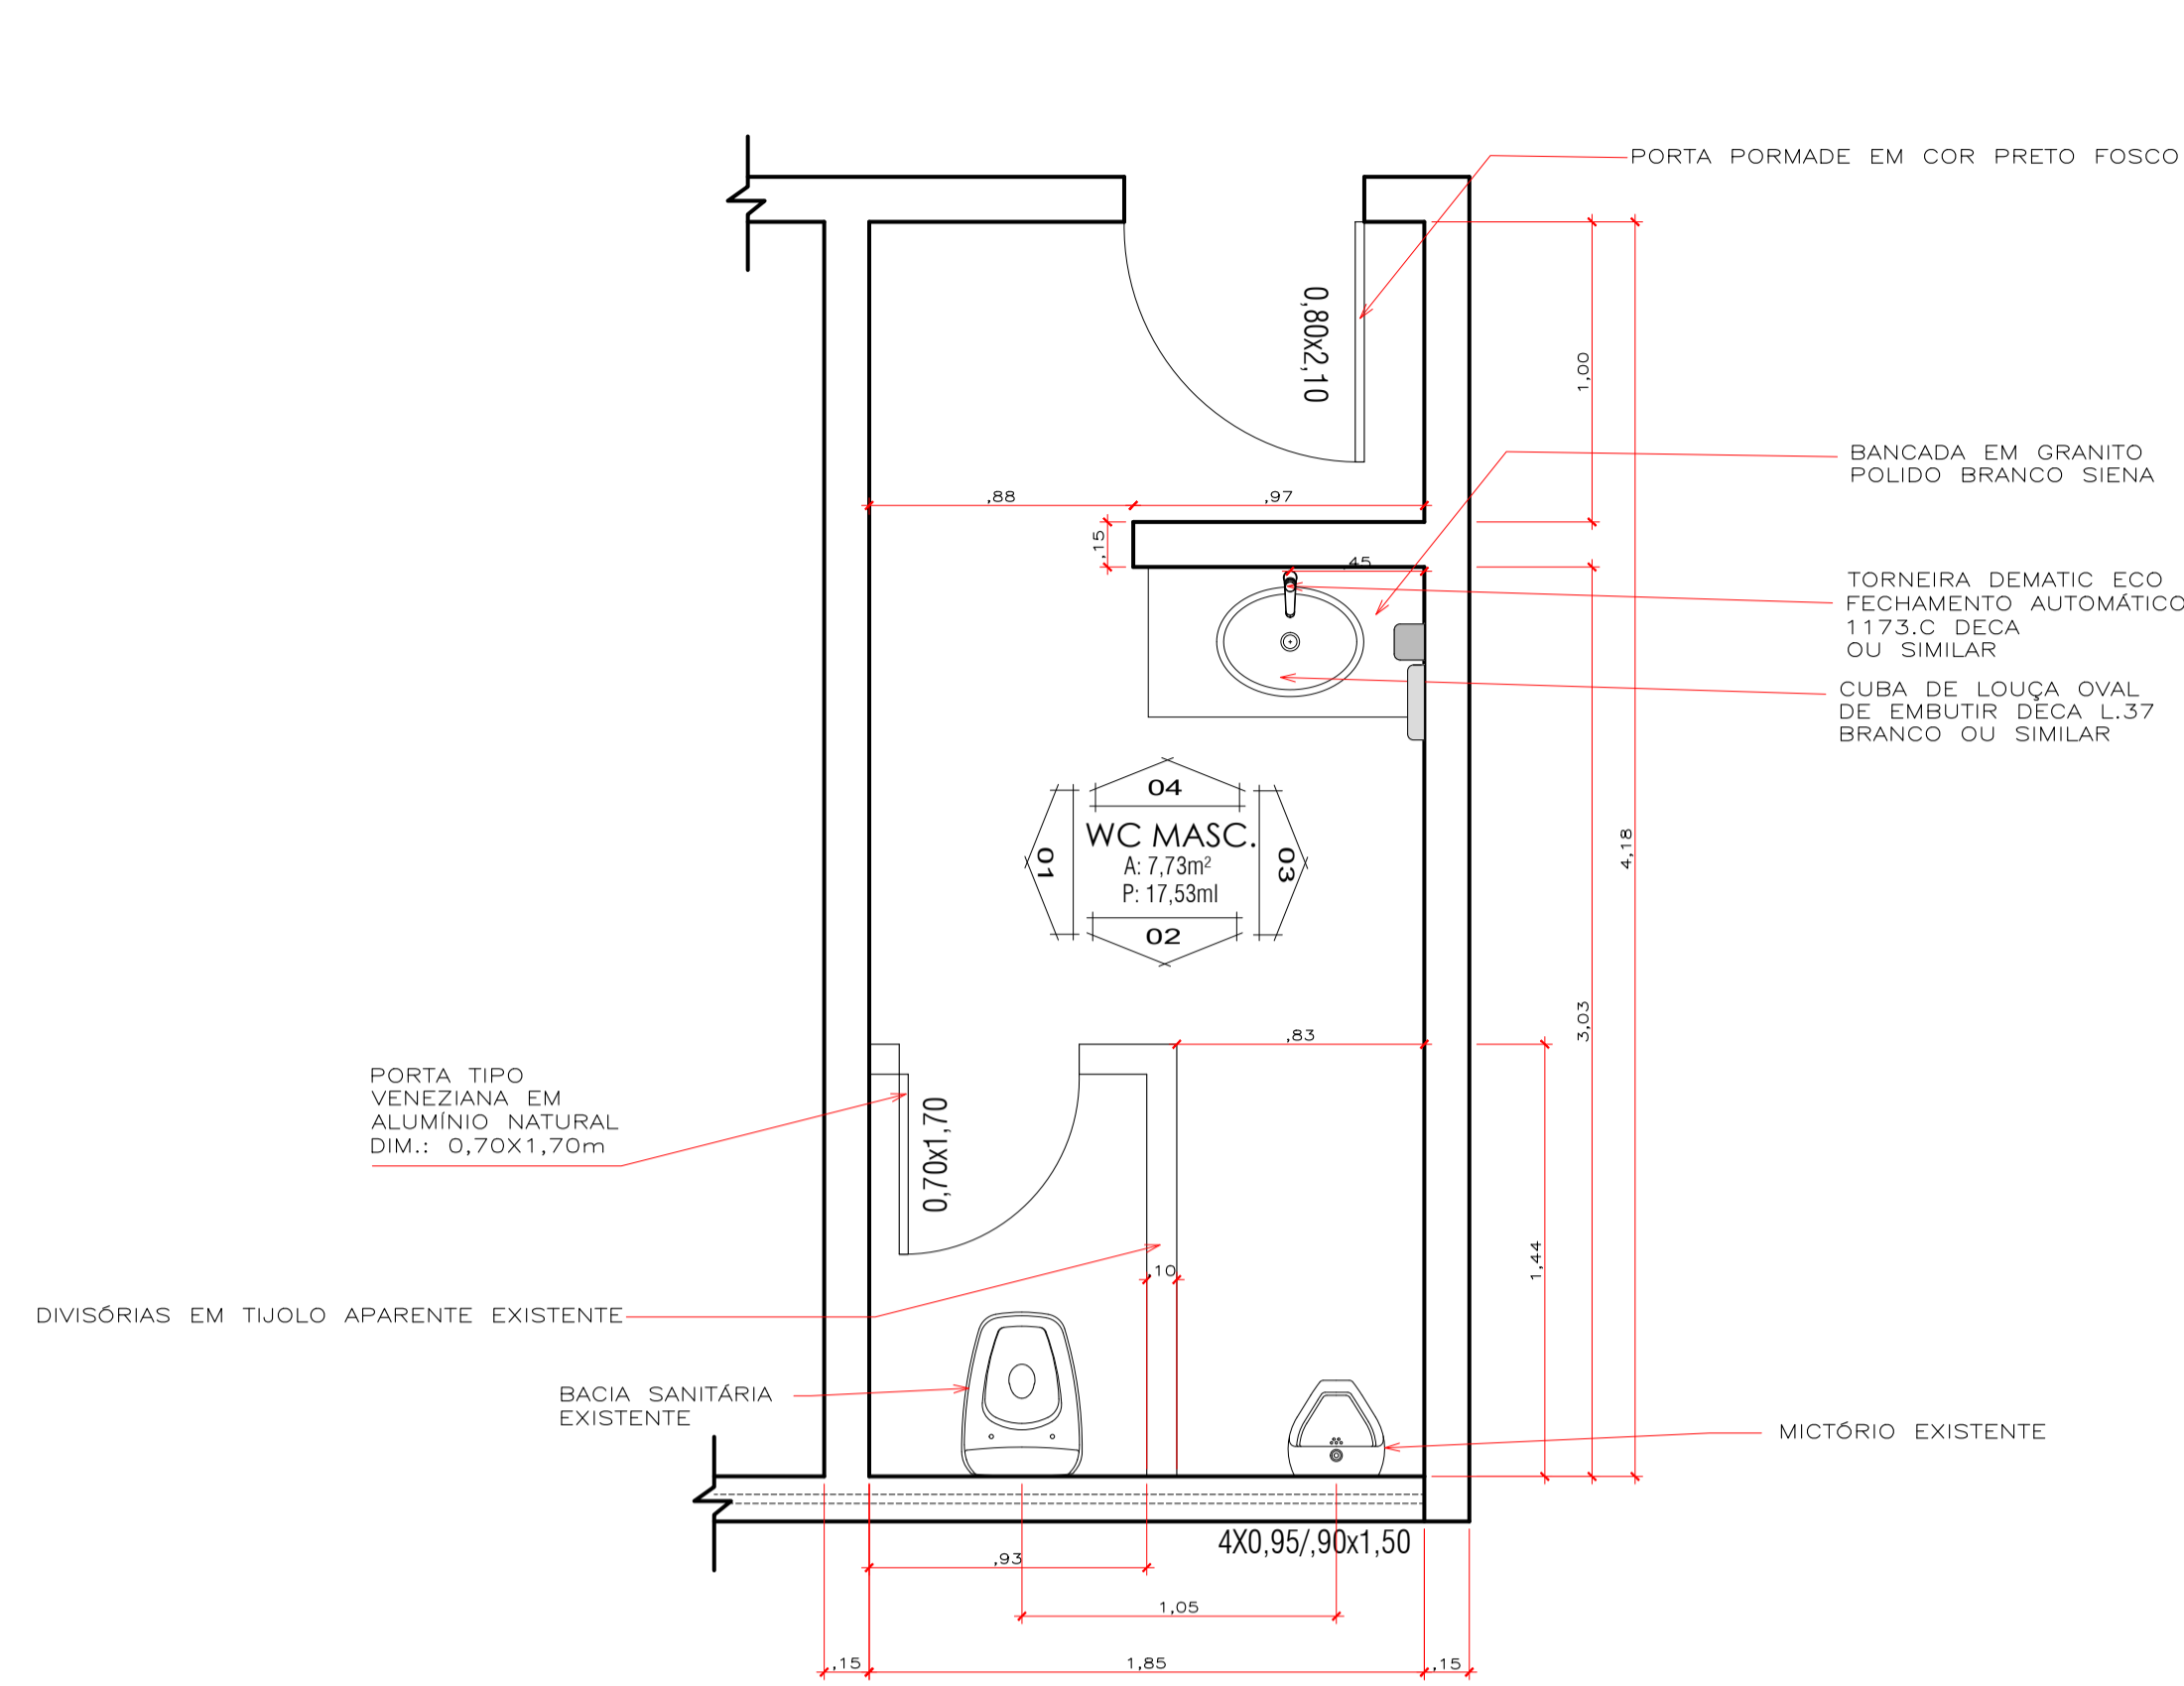 PORTA PORMADE EM COR PRETO FOSCO
0,80x2,10
1,00
BANCADA EM GRANITO
POLIDO BRANCO SIENA
,88
,97
,15
,45
TORNEIRA DEMATIC ECO
FECHAMENTO AUTOMÁTICO
1173.C DECA
OU SIMILAR
CUBA DE LOUÇA OVAL
DE EMBUTIR DECA L.37
BRANCO OU SIMILAR
04
WC MASC.
A: 7,73m²
P: 17,53ml
01
03
02
4,18
3,03
,83
PORTA TIPO
VENEZIANA EM
ALUMÍNIO NATURAL
DIM.: 0,70X1,70m
0,70x1,70
1,44
,10
DIVISÓRIAS EM TIJOLO APARENTE EXISTENTE
BACIA SANITÁRIA
EXISTENTE
MICTÓRIO EXISTENTE
4X0,95/,90x1,50
,93
1,05
,15
1,85
,15